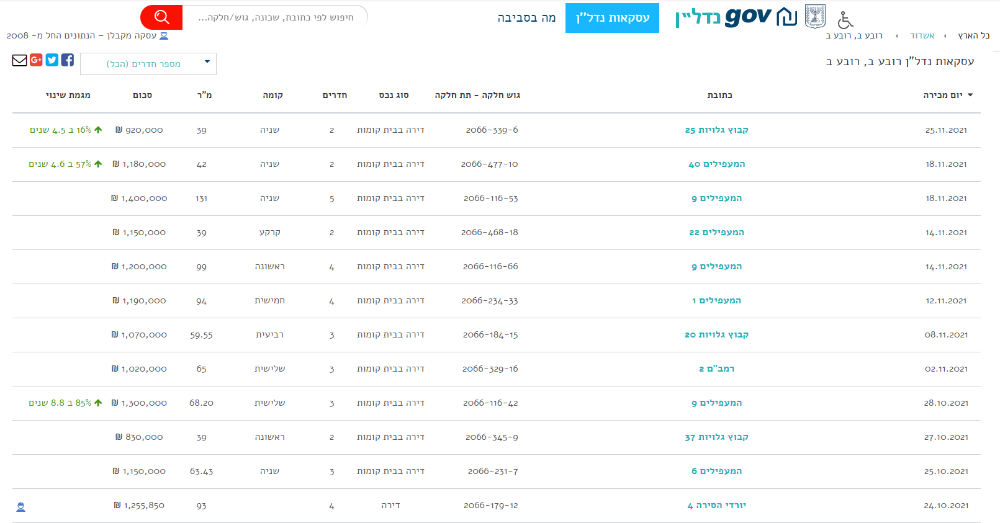 נדל״ן gov עסקאות נדל"ן מה בסביבה חיפוש לפי כתובת, שכונה, גוש/חלקה...
כל הארץ אשדוד רובע ב, רובע ב עסקה מקבלן – הנתונים החל מ- 2008
עסקאות נדל"ן רובע ב, רובע ב מספר חדרים (הכל)
יום מכירה כתובת גוש חלקה - תת חלקה סוג נכס חדרים קומה מ"ר סכום מגמת שינוי
25.11.2021 קבוץ גלויות 25 2066-339-6 דירה בבית קומות 2 שניה 39 920,000 ₪ 16% ב 4.5 שנים
18.11.2021 המעפילים 40 2066-477-10 דירה בבית קומות 2 שניה 42 1,180,000 ₪ 57% ב 4.6 שנים
18.11.2021 המעפילים 9 2066-116-53 דירה בבית קומות 5 שניה 131 1,400,000 ₪
14.11.2021 המעפילים 22 2066-468-18 דירה בבית קומות 2 קרקע 39 1,150,000 ₪
14.11.2021 המעפילים 9 2066-116-66 דירה בבית קומות 4 ראשונה 99 1,200,000 ₪
12.11.2021 המעפילים 1 2066-234-33 דירה בבית קומות 4 חמישית 94 1,190,000 ₪
08.11.2021 קבוץ גלויות 20 2066-184-15 דירה בבית קומות 3 רביעית 59.55 1,070,000 ₪
02.11.2021 רמב"ם 2 2066-329-16 דירה בבית קומות 3 שלישית 65 1,020,000 ₪
28.10.2021 המעפילים 9 2066-116-42 דירה בבית קומות 3 שלישית 68.20 1,300,000 ₪ 85% ב 8.8 שנים
27.10.2021 קבוץ גלויות 37 2066-345-9 דירה בבית קומות 2 ראשונה 39 830,000 ₪
25.10.2021 המעפילים 6 2066-231-7 דירה בבית קומות 3 שניה 63.43 1,150,000 ₪
24.10.2021 יורדי הסירה 4 2066-179-12 דירה 4 93 1,255,850 ₪